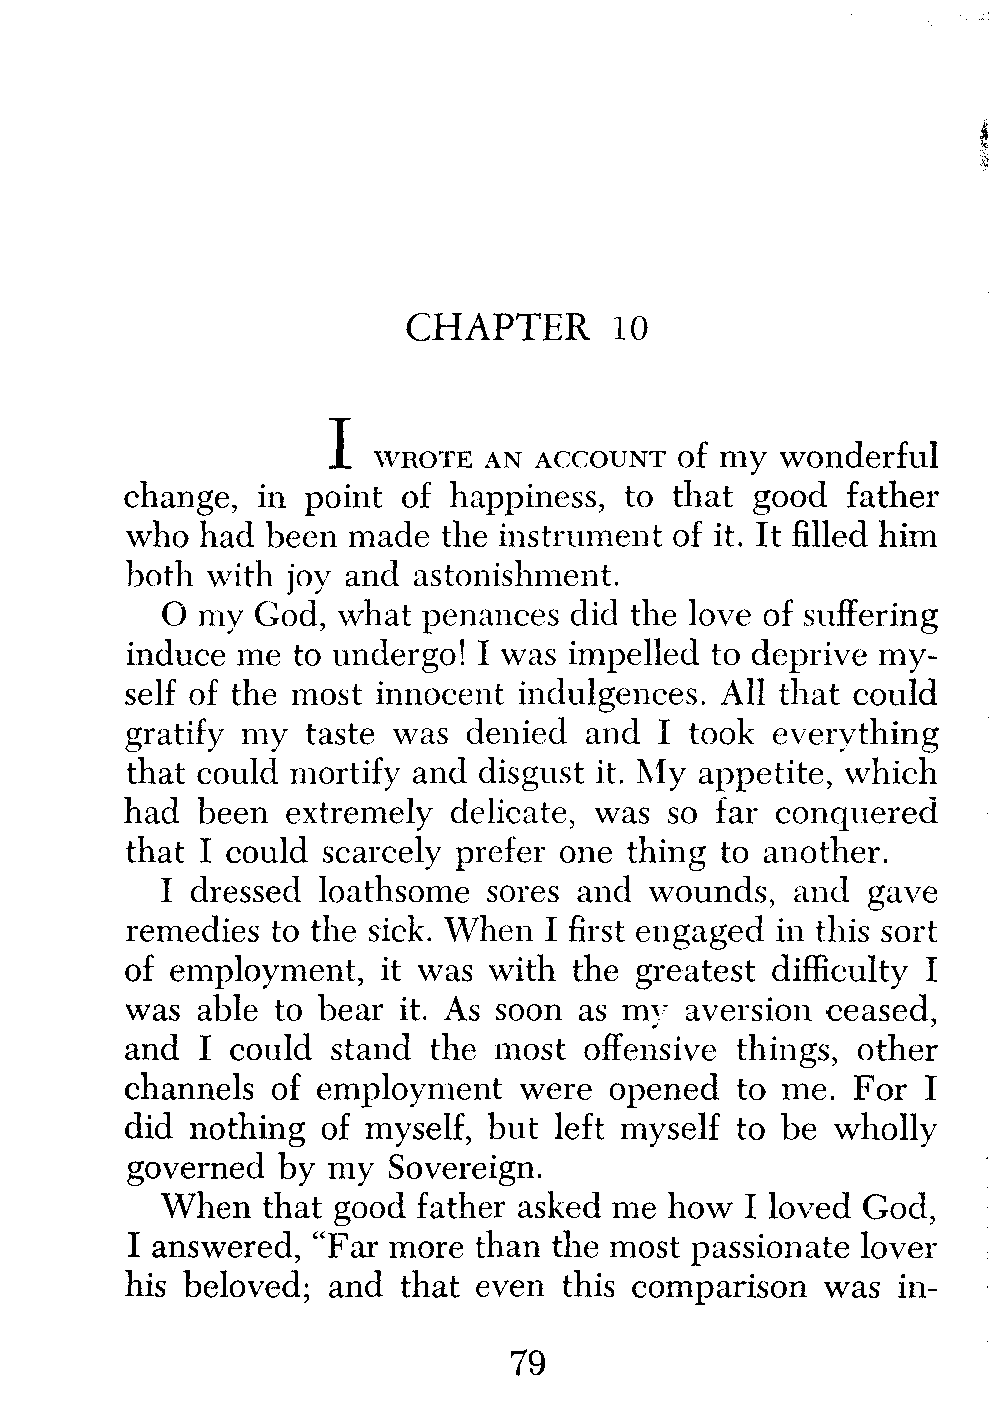 CHAPTER 10
I WROTE AN ACCOUNT of my wonderful
change, in point of happiness, to that good father
who had been made the instrument of it. It filled him
both with joy and astonishment.
O my God, what penances did the love of suffering
induce me to undergo! I was impelled to deprive my-
self of the most innocent indulgences. All that could
gratify my taste was denied and I took everything
that could mortify and disgust it. My appetite, which
had been extremely delicate, was so far conquered
that I could scarcely prefer one thing to another.
I dressed loathsome sores and wounds, and gave
remedies to the sick. When I first engaged in this sort
of employment, it was with the greatest difficulty I
was able to bear it. As soon as my aversion ceased,
and I could stand the most offensive things, other
channels of employment were opened to me. For I
did nothing of myself, but left myself to be wholly
governed by my Sovereign.
When that good father asked me how I loved God,
I answered, “Far more than the most passionate lover
his beloved; and that even this comparison was in-
79